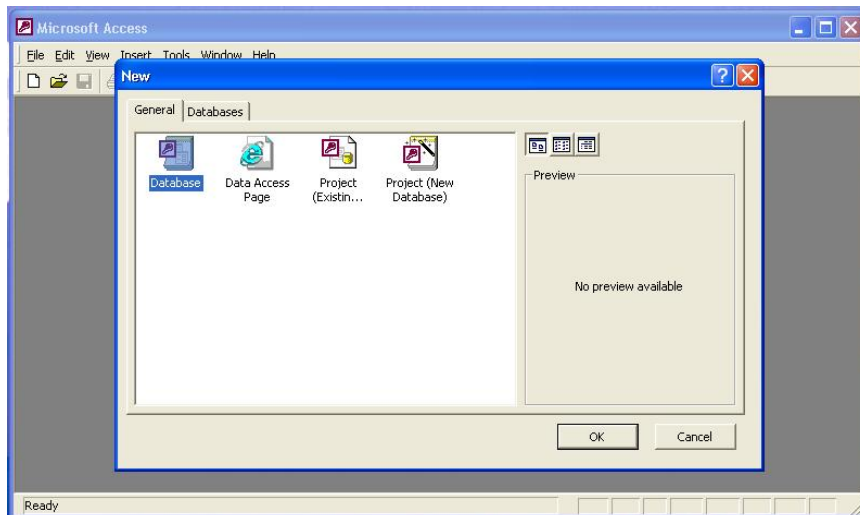 Microsoft Access
File Edit View Insert Tools Window Help
New
General Databases
Database
Data Access Page
Project (Existin...
Project (New Database)
Preview
No preview available
OK Cancel
Ready